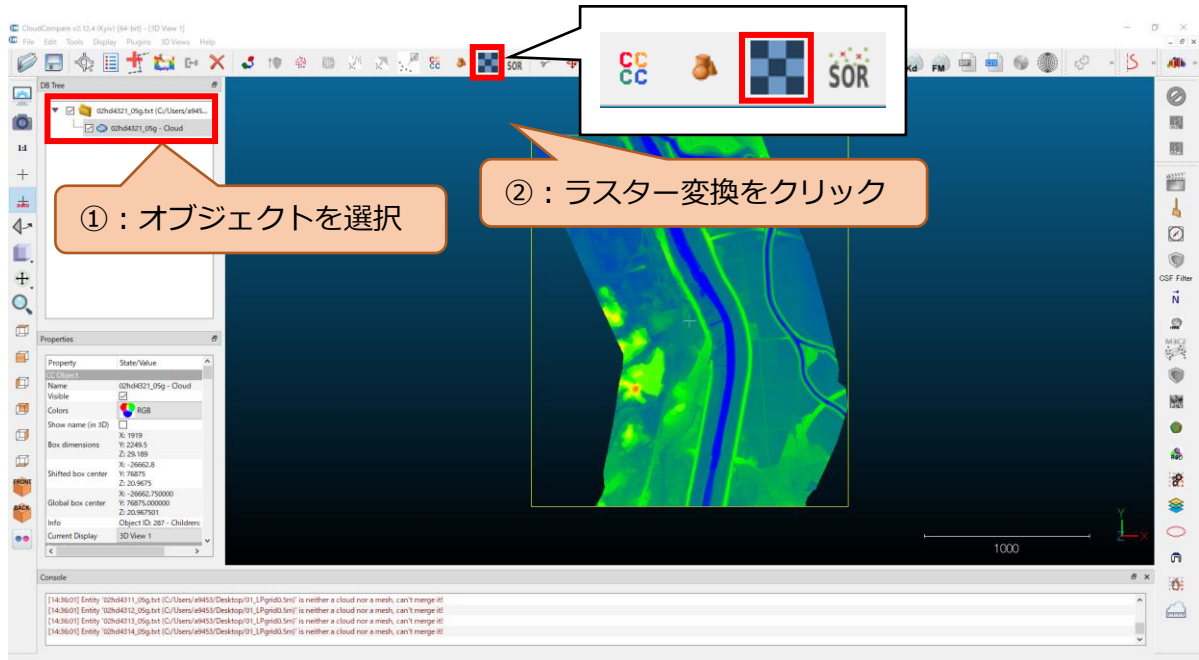 CloudCompare v2.12.4 (Kyiv) [64-bit] - [3D View 1]
File Edit Tools Display Plugins 3D Views Help
SOR
Kd
FM
CC
CC
SOR
DB Tree
02hd4321_05g.txt (C:/Users/a945...
02hd4321_05g - Cloud
①：オブジェクトを選択
②：ラスター変換をクリック
1:1
auto
CSF Filter
N
M3C2
FRONT
BACK
Properties
Property State/Value
CC Object
Name 02hd4321_05g - Cloud
Visible
Colors RGB
Show name (in 3D)
Box dimensions X: 1919
Y: 2249.5
Z: 29.189
Shifted box center X: -26662.8
Y: 76875
Z: 20.9675
Global box center X: -26662.750000
Y: 76875.000000
Z: 20.967501
Info Object ID: 287 - Children:
Current Display 3D View 1
Y
Z
X
1000
Console
[14:36:01] Entity '02hd4311_05g.txt (C:/Users/a9453/Desktop/01_LPgrid0.5m)' is neither a cloud nor a mesh, can't merge it!
[14:36:01] Entity '02hd4312_05g.txt (C:/Users/a9453/Desktop/01_LPgrid0.5m)' is neither a cloud nor a mesh, can't merge it!
[14:36:01] Entity '02hd4313_05g.txt (C:/Users/a9453/Desktop/01_LPgrid0.5m)' is neither a cloud nor a mesh, can't merge it!
[14:36:01] Entity '02hd4314_05g.txt (C:/Users/a9453/Desktop/01_LPgrid0.5m)' is neither a cloud nor a mesh, can't merge it!